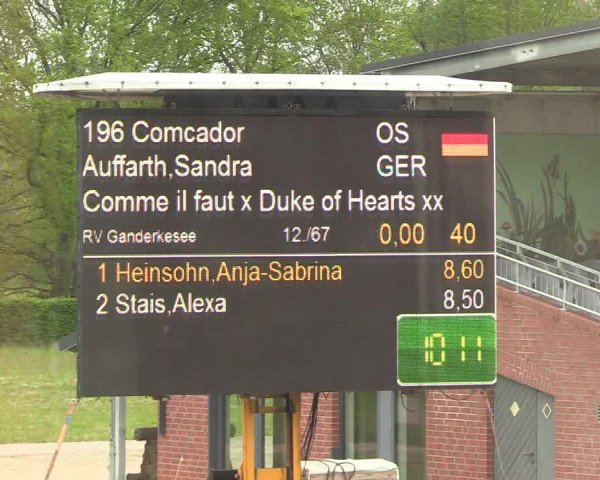 196 Comcador OS
Auffarth,Sandra GER
Comme il faut x Duke of Hearts xx
RV Ganderkesee 12./67 0,00 40
1 Heinsohn,Anja-Sabrina 8,60
2 Stais,Alexa 8,50
10 11